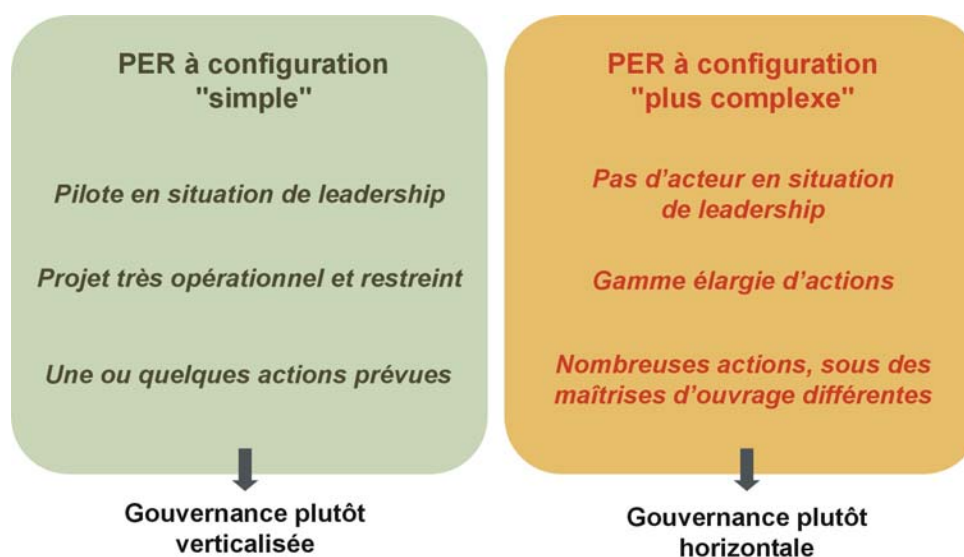 PER à configuration
"simple"
Pilote en situation de leadership
Projet très opérationnel et restreint
Une ou quelques actions prévues
Gouvernance plutôt
verticalisée
PER à configuration
"plus complexe"
Pas d’acteur en situation
de leadership
Gamme élargie d’actions
Nombreuses actions, sous des
maîtrises d’ouvrage différentes
Gouvernance plutôt
horizontale